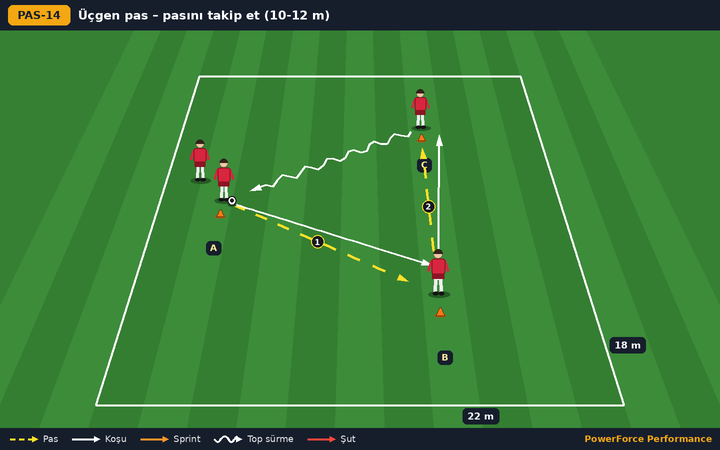 PAS-14 Üçgen pas – pasını takip et (10-12 m)
C
2
A
1
B
18 m
22 m
Pas Koşu Sprint Top sürme Şut PowerForce Performance